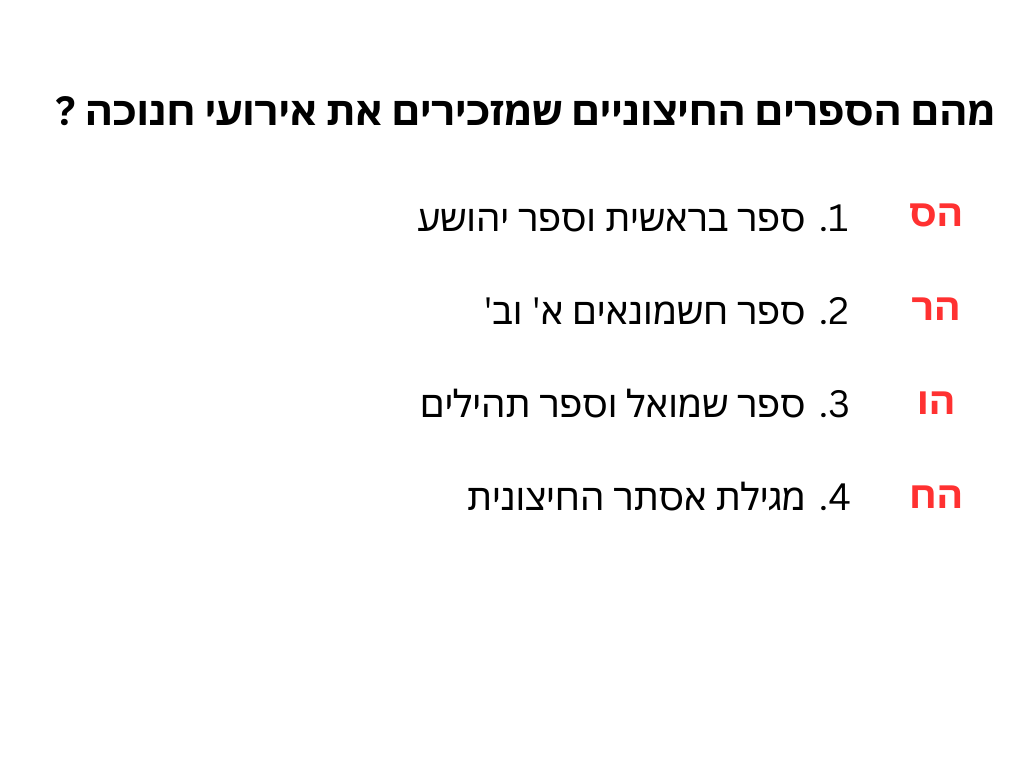 מהם הספרים החיצוניים שמזכירים את אירועי חנוכה ?
הס 1. ספר בראשית וספר יהושע
הר 2. ספר חשמונאים א' וב'
הו 3. ספר שמואל וספר תהילים
הח 4. מגילת אסתר החיצונית